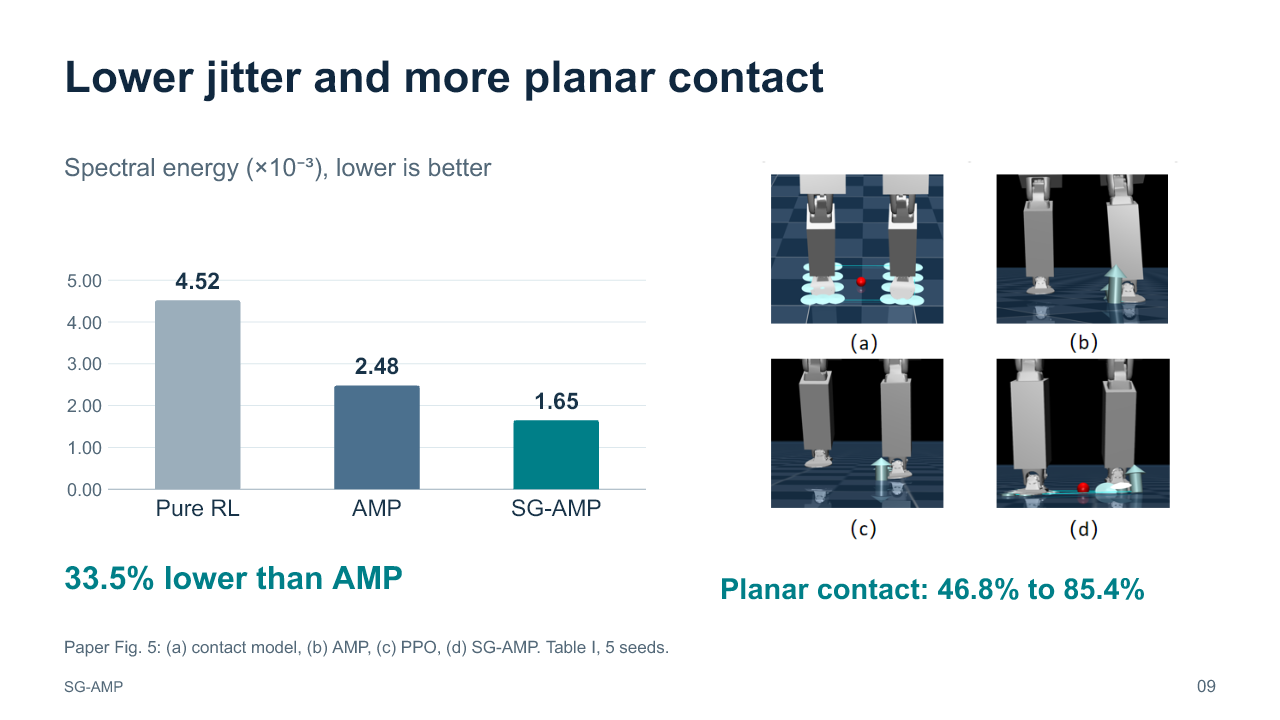 Lower jitter and more planar contact
Spectral energy (×10⁻³), lower is better
5.00
4.00
3.00
2.00
1.00
0.00
4.52
2.48
1.65
Pure RL
AMP
SG-AMP
33.5% lower than AMP
(a)
(b)
(c)
(d)
Planar contact: 46.8% to 85.4%
Paper Fig. 5: (a) contact model, (b) AMP, (c) PPO, (d) SG-AMP. Table I, 5 seeds.
SG-AMP
09